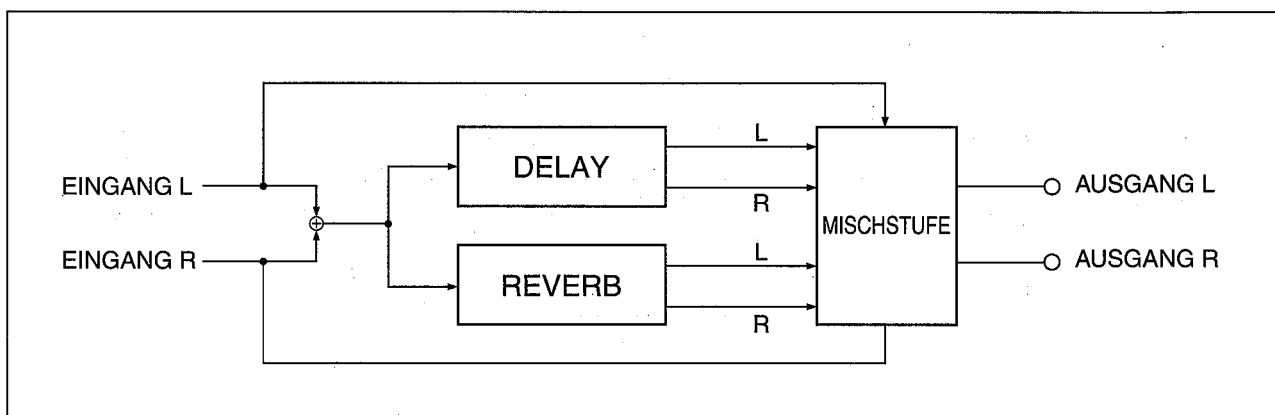 L
DELAY
EINGANG L
R
AUSGANG L
MISCHSTUFE
EINGANG R
L
AUSGANG R
REVERB
R